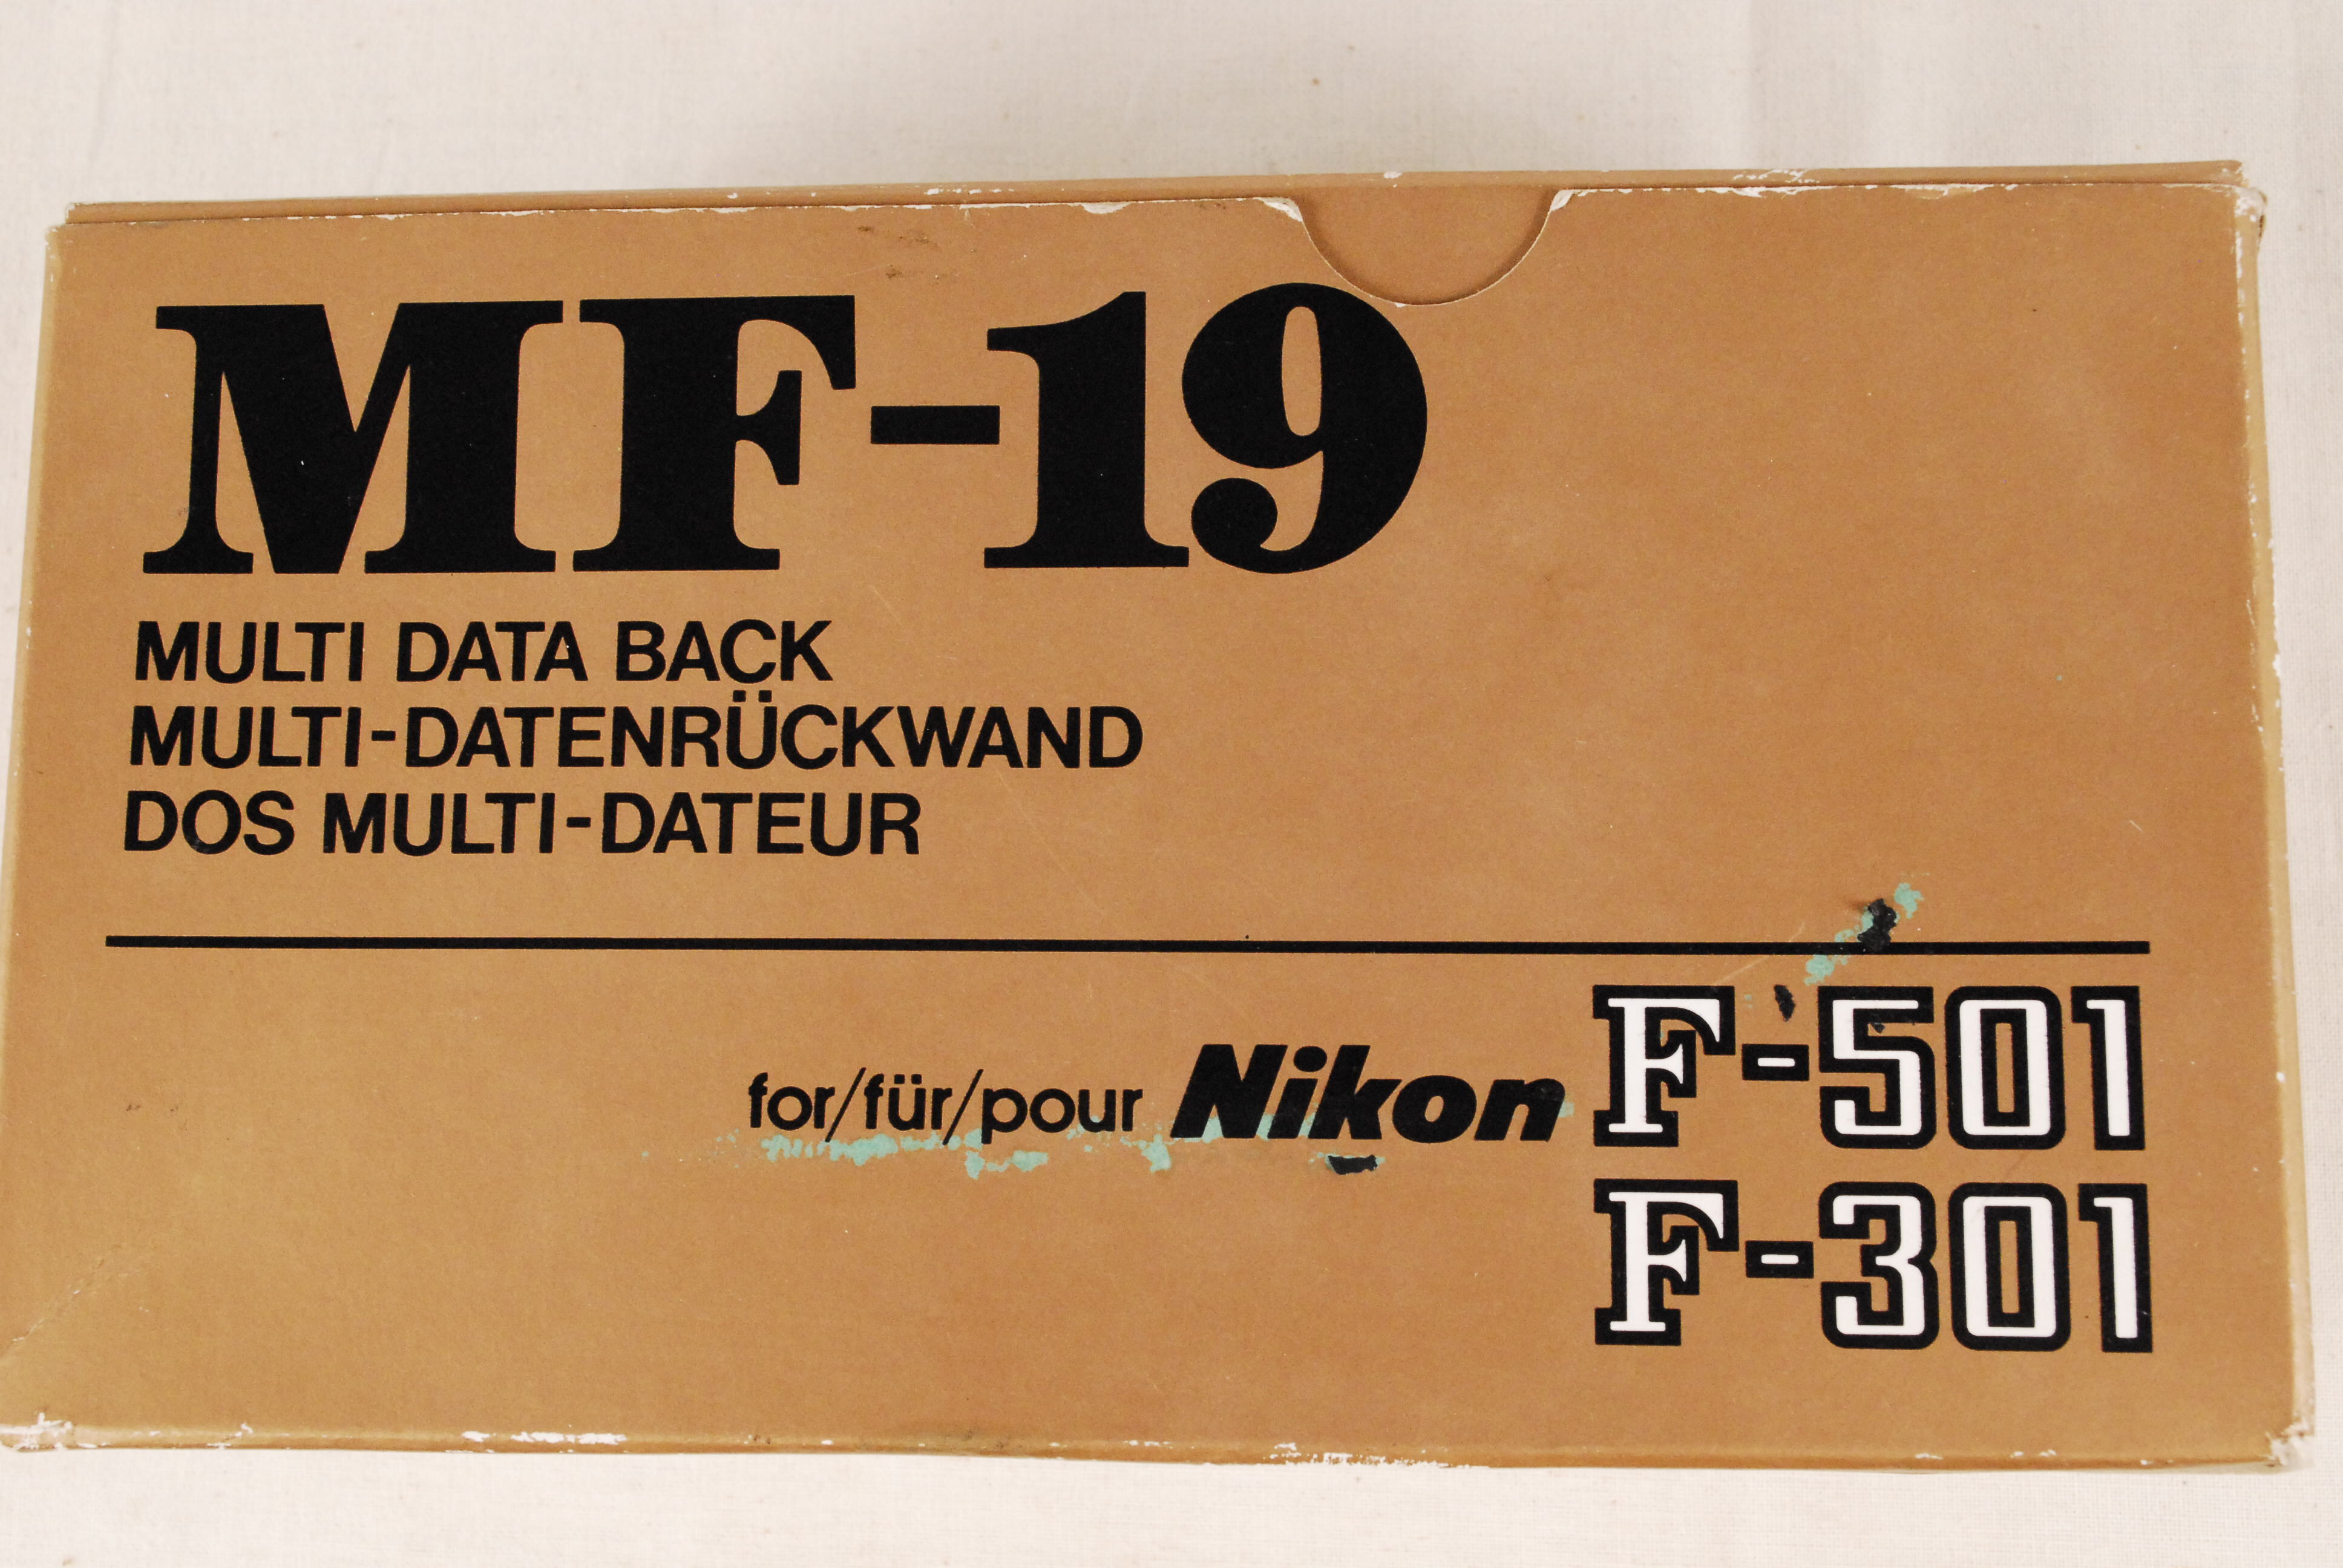 MF-19
MULTI DATA BACK
MULTI-DATENRÜCKWAND
DOS MULTI-DATEUR
for/für/pour Nikon F-501
F-301